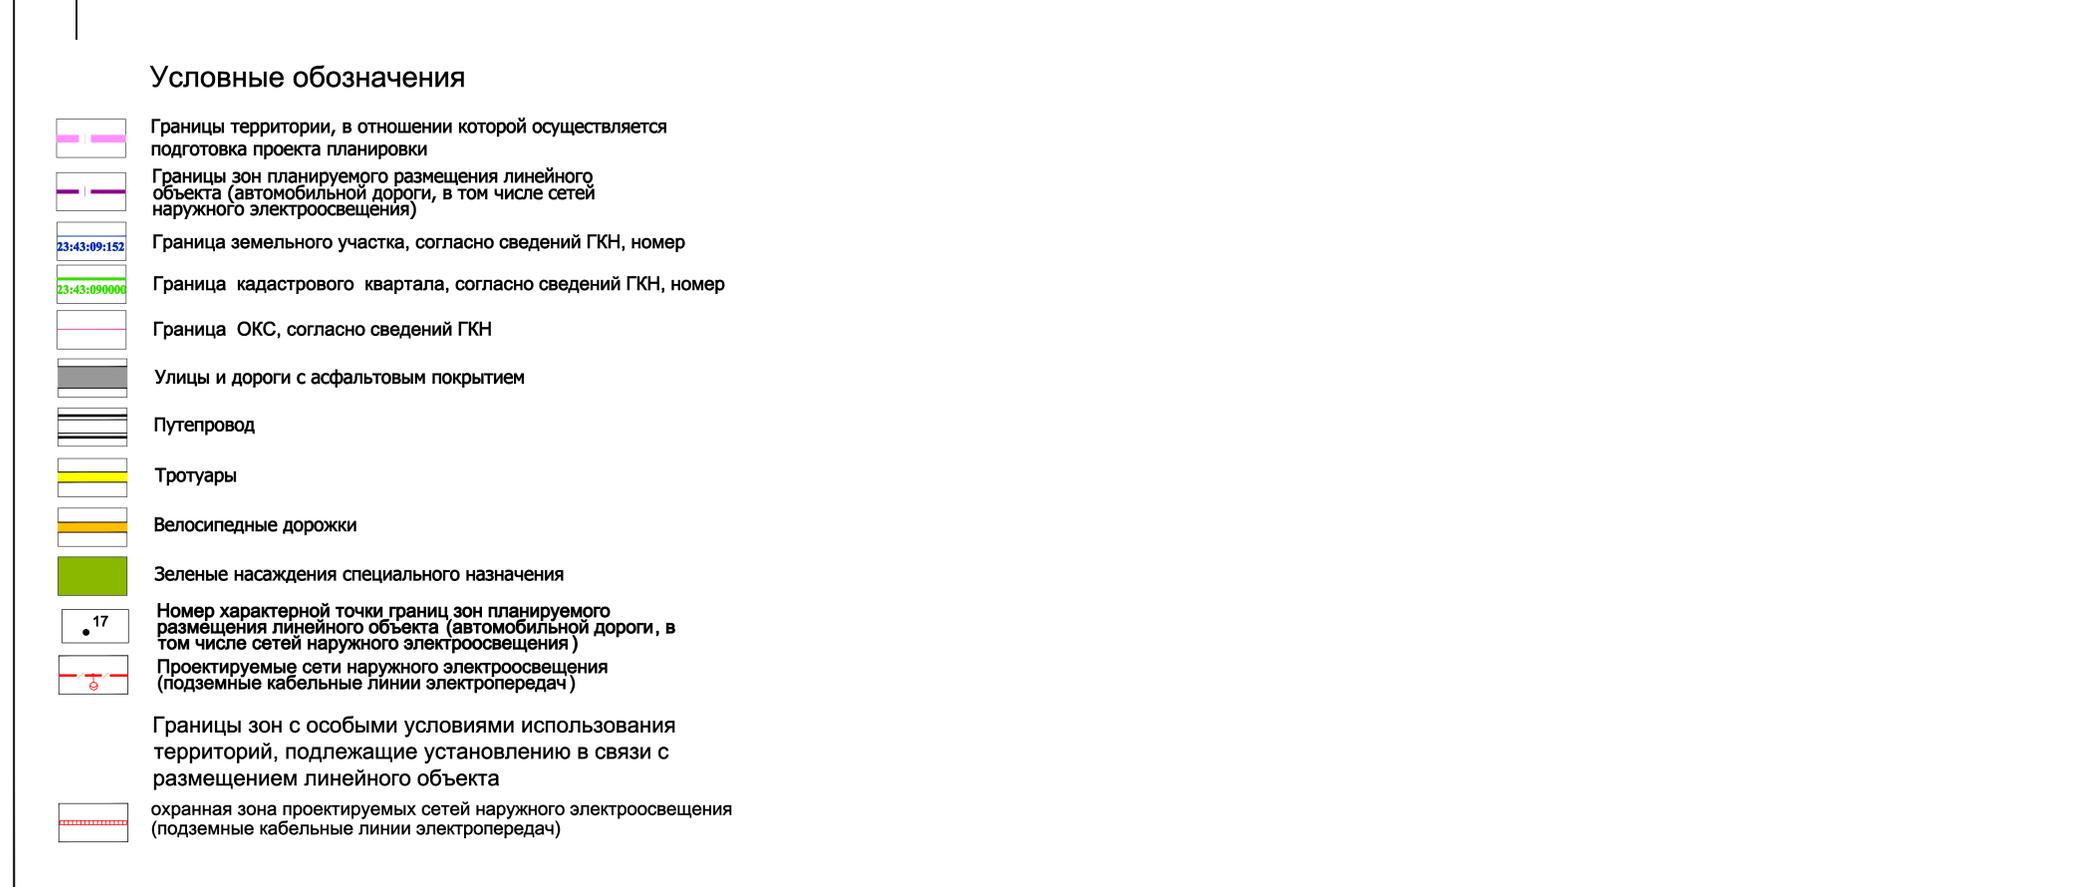 Условные обозначения
Границы территории, в отношении которой осуществляется
подготовка проекта планировки
Границы зон планируемого размещения линейного
объекта (автомобильной дороги, в том числе сетей
наружного электроосвещения)
23:43:09:152
Граница земельного участка, согласно сведений ГКН, номер
23:43:090000
Граница кадастрового квартала, согласно сведений ГКН, номер
Граница ОКС, согласно сведений ГКН
Улицы и дороги с асфальтовым покрытием
Путепровод
Тротуары
Велосипедные дорожки
Зеленые насаждения специального назначения
17
Номер характерной точки границ зон планируемого
размещения линейного объекта (автомобильной дороги, в
том числе сетей наружного электроосвещения)
Проектируемые сети наружного электроосвещения
(подземные кабельные линии электропередач)
Границы зон с особыми условиями использования
территорий, подлежащие установлению в связи с
размещением линейного объекта
охранная зона проектируемых сетей наружного электроосвещения
(подземные кабельные линии электропередач)